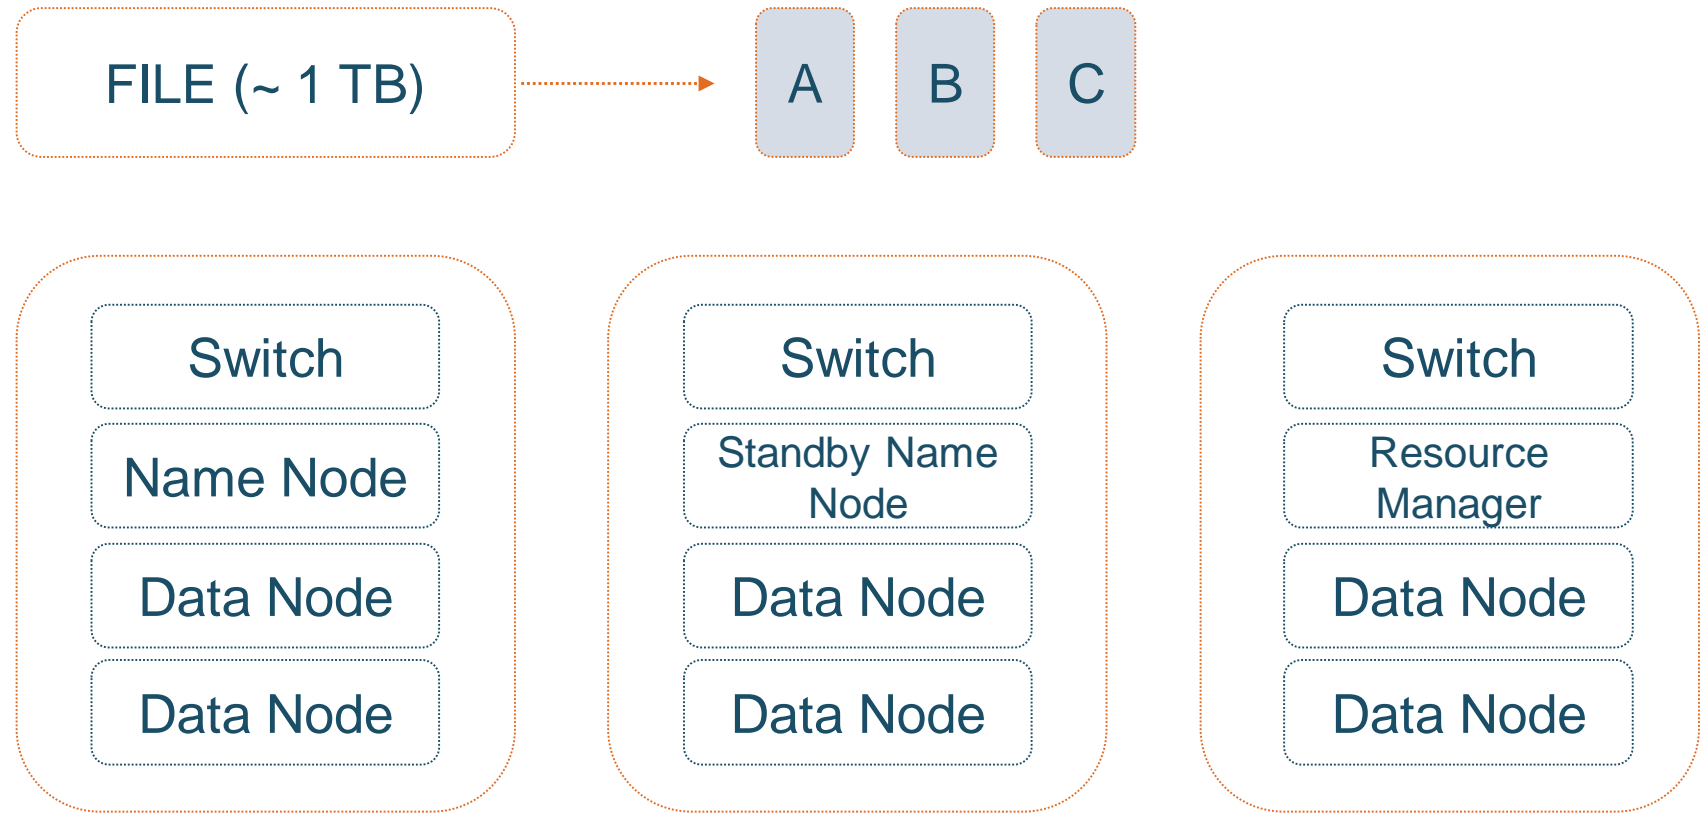 FILE (~ 1 TB)
A
B
C
Switch
Name Node
Data Node
Data Node
Switch
Standby Name
Node
Data Node
Data Node
Switch
Resource
Manager
Data Node
Data Node